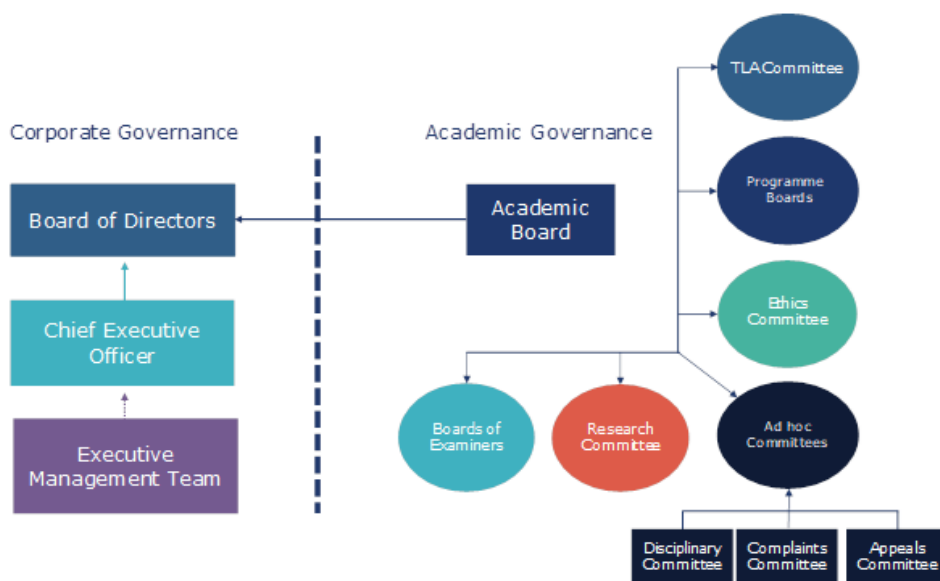 TLACommittee
Corporate Governance
Academic Governance
Programme
Boards
Board of Directors
Academic
Board
Ethics
Committee
Chief Executive
Officer
Boards of
Examiners
Research
Committee
Ad hoc
Committees
Executive
Management Team
Disciplinary
Committee
Complaints
Committee
Appeals
Committee